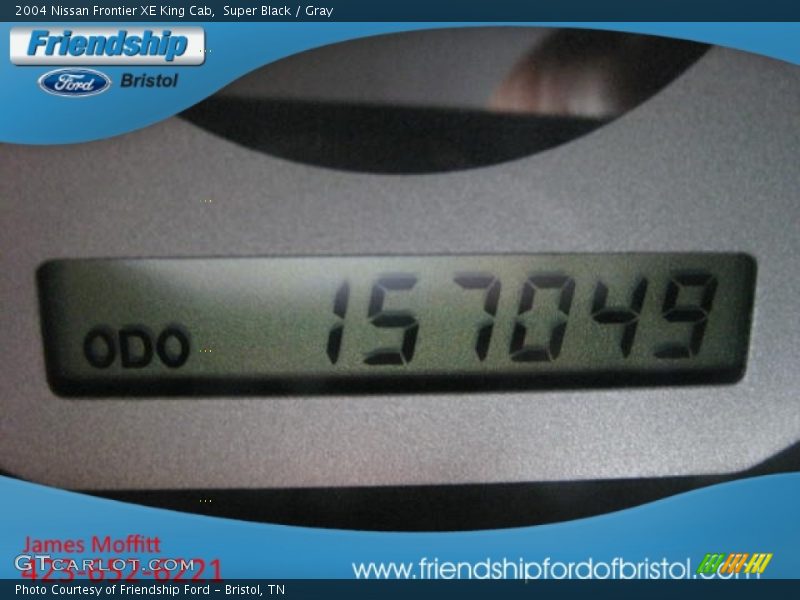 2004 Nissan Frontier XE King Cab, Super Black / Gray
Friendship
Ford Bristol
ODO 157049
James Moffitt
423-652-6221
GTCARLOT.COM
www.friendshipfordofbristol.com
Photo Courtesy of Friendship Ford - Bristol, TN